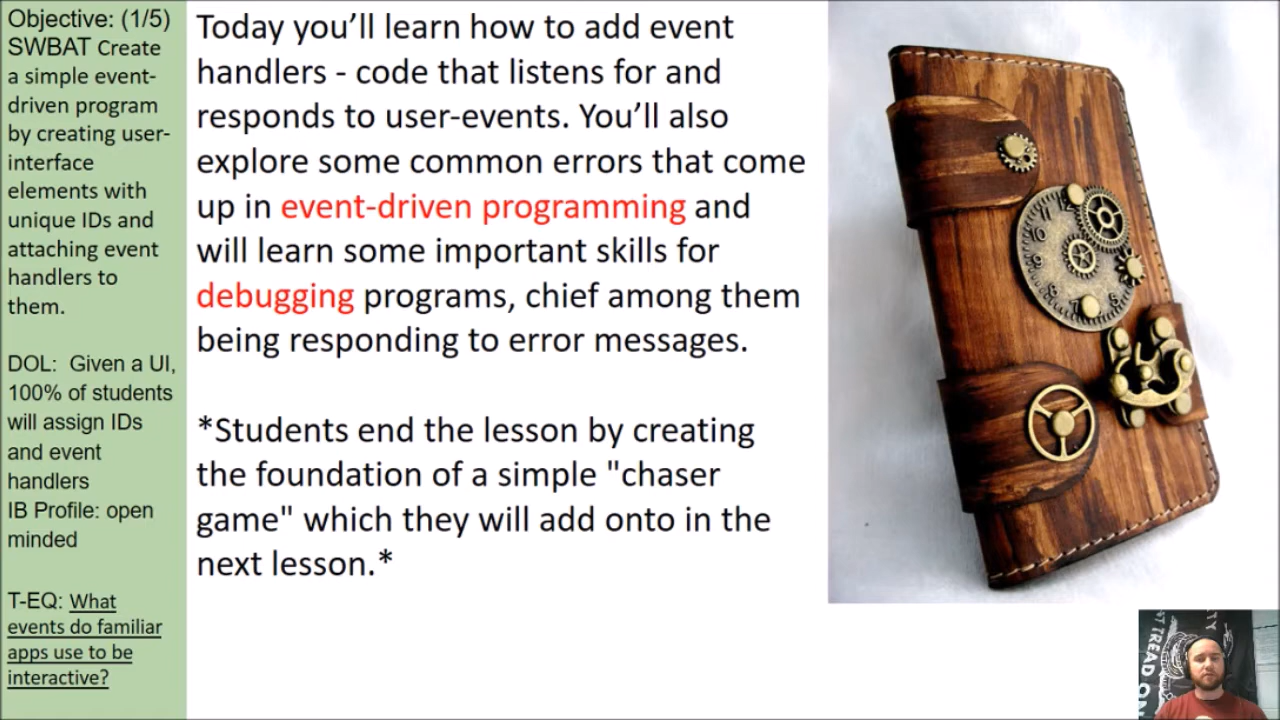 Objective: (1/5)
SWBAT Create
a simple event-
driven program
by creating user-
interface
elements with
unique IDs and
attaching event
handlers to
them.
DOL: Given a UI,
100% of students
will assign IDs
and event
handlers
IB Profile: open
minded
T-EQ: What
events do familiar
apps use to be
interactive?
Today you’ll learn how to add event
handlers - code that listens for and
responds to user-events. You’ll also
explore some common errors that come
up in event-driven programming and
will learn some important skills for
debugging programs, chief among them
being responding to error messages.
*Students end the lesson by creating
the foundation of a simple "chaser
game" which they will add onto in the
next lesson.*